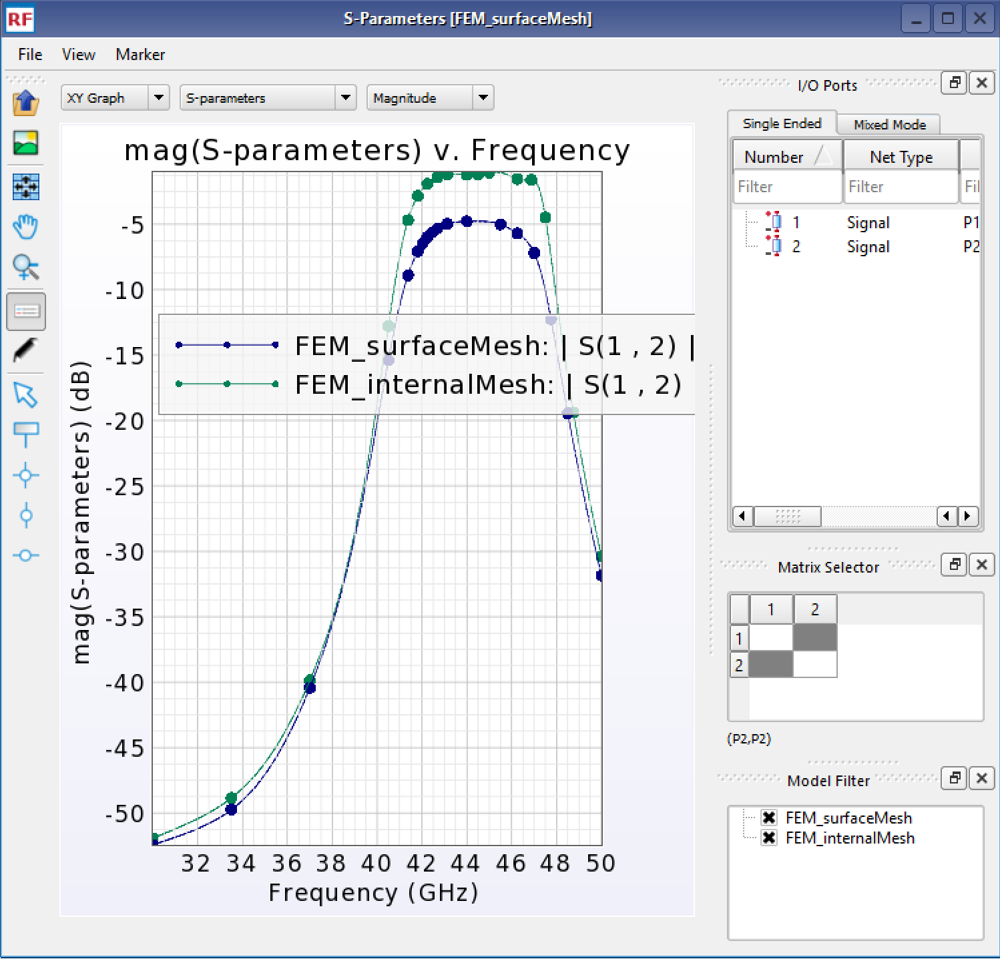 RF
S-Parameters [FEM_surfaceMesh]
File View Marker
XY Graph S-parameters Magnitude
mag(S-parameters) v. Frequency
mag(S-parameters) (dB)
-5
-10
-15
-20
-25
-30
-35
-40
-45
-50
FEM_surfaceMesh: | S(1 , 2) |
FEM_internalMesh: | S(1 , 2)
32 34 36 38 40 42 44 46 48 50
Frequency (GHz)
I/O Ports
Single Ended Mixed Mode
Number Net Type
Filter Filter Fil
1 Signal P1
2 Signal P2
Matrix Selector
1 2
1
2
(P2,P2)
Model Filter
FEM_surfaceMesh
FEM_internalMesh